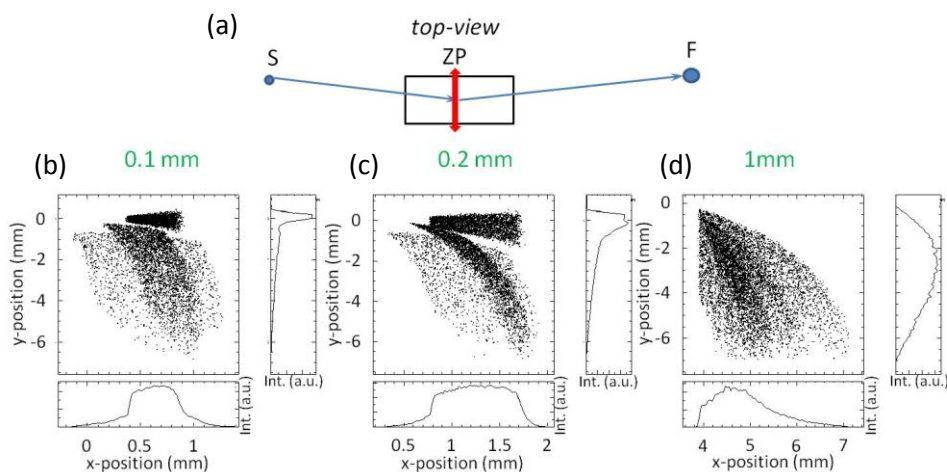 (a)
top-view
S
ZP
F
(b) 0.1 mm
(c) 0.2 mm
(d) 1mm
y-position (mm)
0
-2
-4
-6
Int. (a.u.)
Int. (a.u.)
0 0.5 1
x-position (mm)
y-position (mm)
0
-2
-4
-6
Int. (a.u.)
Int. (a.u.)
0.5 1 1.5 2
x-position (mm)
y-position (mm)
0
-2
-4
-6
Int. (a.u.)
Int. (a.u.)
4 5 6 7
x-position (mm)